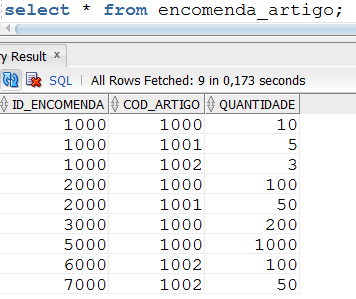 select * from encomenda_artigo;
ry Result
SQL | All Rows Fetched: 9 in 0,173 seconds
ID_ENCOMENDA COD_ARTIGO QUANTIDADE
1000 1000 10
1000 1001 5
1000 1002 3
2000 1000 100
2000 1001 50
3000 1000 200
5000 1000 1000
6000 1002 100
7000 1002 50